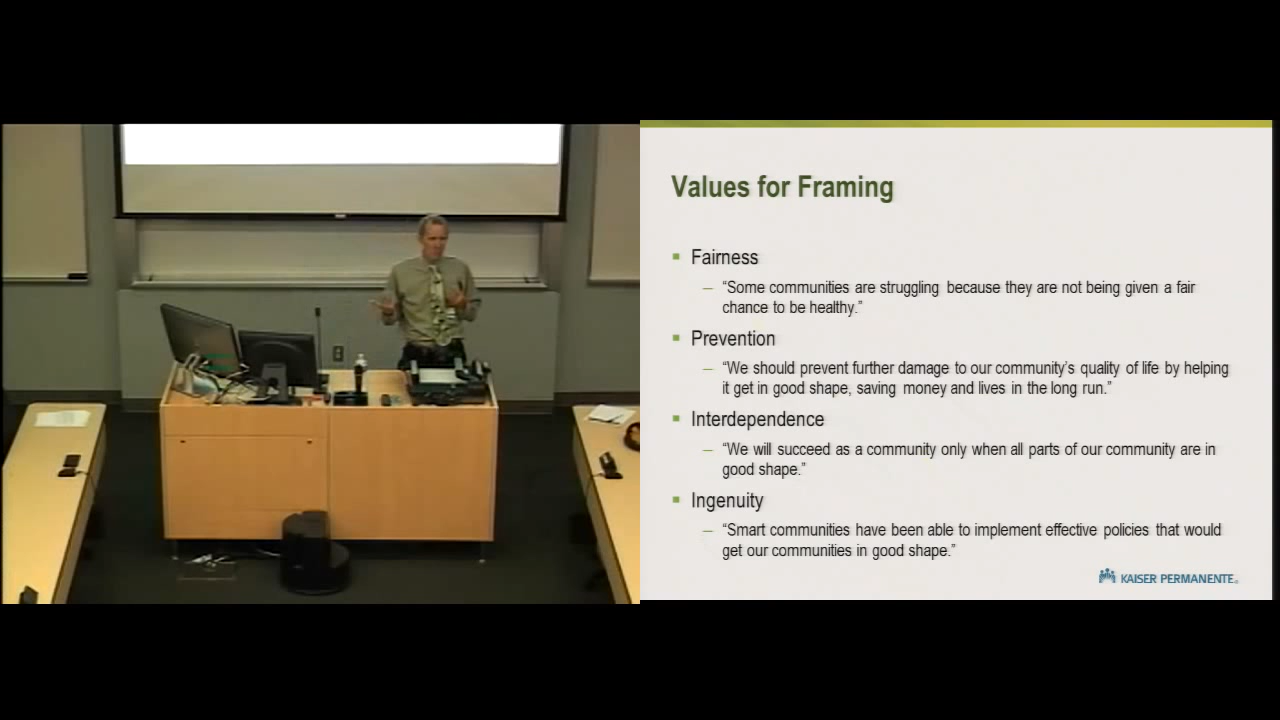 Values for Framing
Fairness
– “Some communities are struggling because they are not being given a fair
chance to be healthy.”
Prevention
– “We should prevent further damage to our community’s quality of life by helping
it get in good shape, saving money and lives in the long run.”
Interdependence
– “We will succeed as a community only when all parts of our community are in
good shape.”
Ingenuity
– “Smart communities have been able to implement effective policies that would
get our communities in good shape.”
KAISER PERMANENTE®